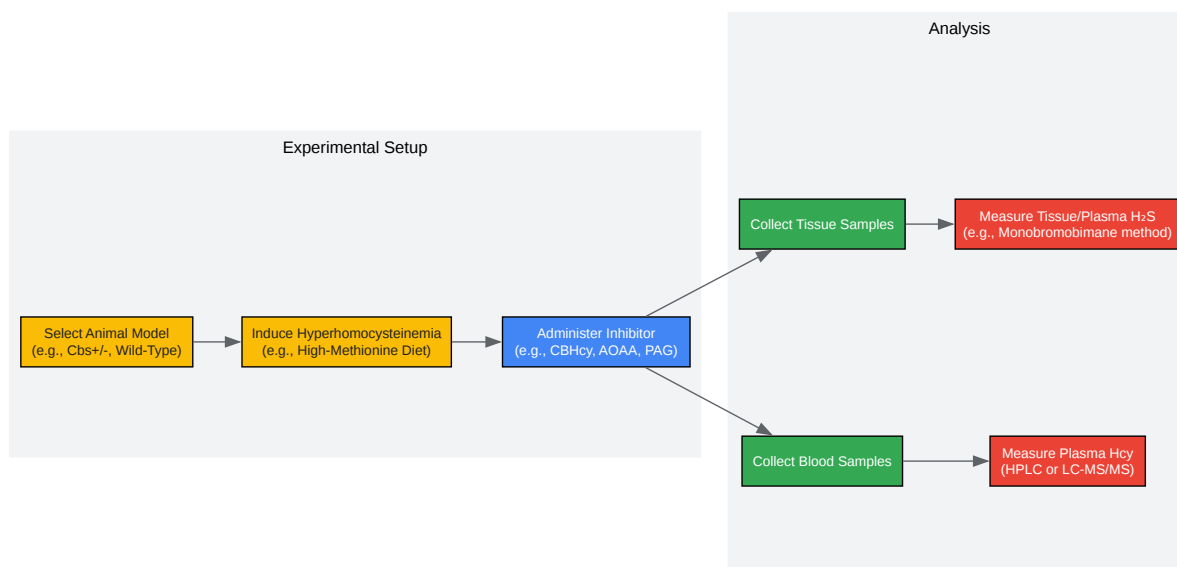 Experimental Setup
Select Animal Model
(e.g., Cbs+/-, Wild-Type)
Induce Hyperhomocysteinemia
(e.g., High-Methionine Diet)
Administer Inhibitor
(e.g., CBHcy, AOAA, PAG)
Analysis
Collect Tissue Samples
Measure Tissue/Plasma H₂S
(e.g., Monobromobimane method)
Collect Blood Samples
Measure Plasma Hcy
(HPLC or LC-MS/MS)